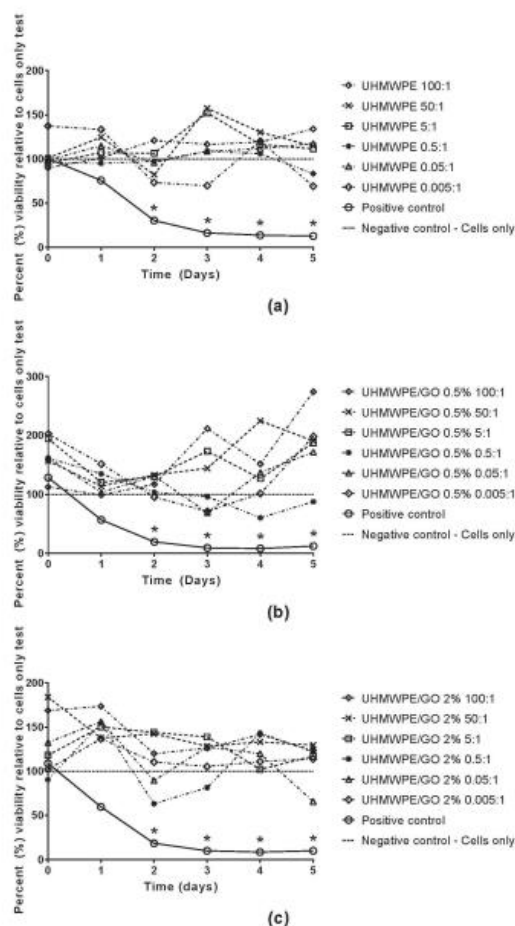 Percent (%) viability relative to cells only test
200
150
100
50
0
0 1 2 3 4 5
* * * *
Time (Days)
UHMWPE 100:1
UHMWPE 50:1
UHMWPE 5:1
UHMWPE 0.5:1
UHMWPE 0.05:1
UHMWPE 0.005:1
Positive control
Negative control - Cells only
(a)
Percent (%) viability relative to cells only test
300
200
100
0
0 1 2 3 4 5
* * * *
Time (Days)
UHMWPE/GO 0.5% 100:1
UHMWPE/GO 0.5% 50:1
UHMWPE/GO 0.5% 5:1
UHMWPE/GO 0.5% 0.5:1
UHMWPE/GO 0.5% 0.05:1
UHMWPE/GO 0.5% 0.005:1
Positive control
Negative control - Cells only
(b)
Percent (%) viability relative to cells only test
200
150
100
50
0
0 1 2 3 4 5
* * * *
Time (days)
UHMWPE/GO 2% 100:1
UHMWPE/GO 2% 50:1
UHMWPE/GO 2% 5:1
UHMWPE/GO 2% 0.5:1
UHMWPE/GO 2% 0.05:1
UHMWPE/GO 2% 0.005:1
Positive control
Negative control - Cells only
(c)